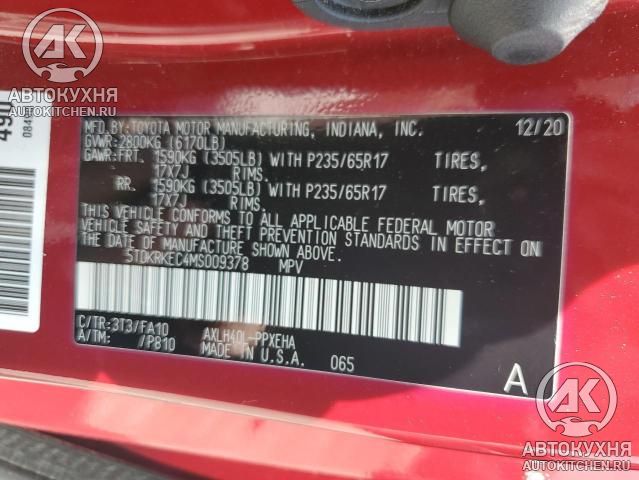 АК
АВТОКУХНЯ
AUTOKITCHEN.RU
MFD. BY: TOYOTA MOTOR MANUFACTURING, INDIANA, INC. 12/20
GVWR: 2800KG (6170LB)
GAWR: FRT. 1590KG (3505LB) WITH P235/65R17 TIRES,
17X7J RIMS.
RR. 1590KG (3505LB) WITH P235/65R17 TIRES,
17X7J RIMS.
THIS VEHICLE CONFORMS TO ALL APPLICABLE FEDERAL MOTOR
VEHICLE SAFETY AND THEFT PREVENTION STANDARDS IN EFFECT ON
THE DATE OF MANUFACTURE SHOWN ABOVE.
5TDKRKEC4MS009378 MPV
C/TR: 3T3/FA10 AXLH40L-PPXEHA
A/TM: /P810 MADE IN U.S.A. 065
A
АК
АВТОКУХНЯ
AUTOKITCHEN.RU